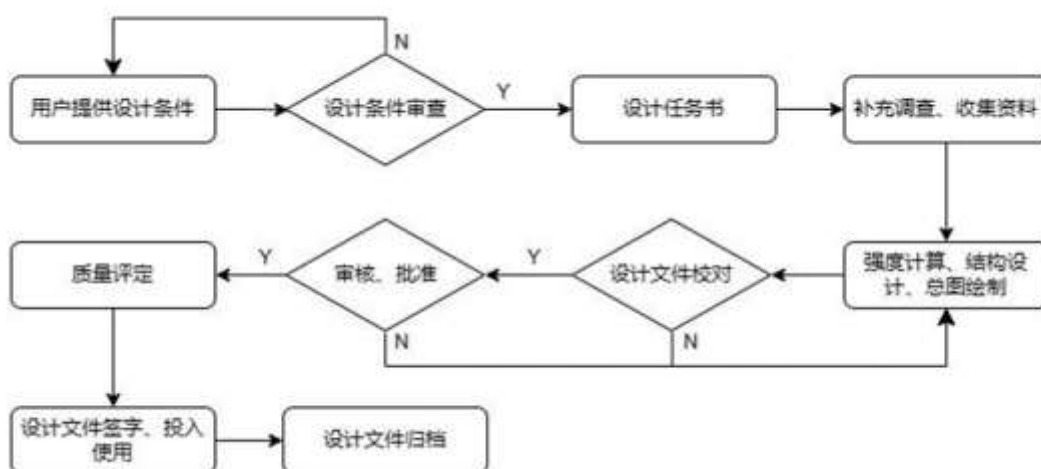 N
用户提供设计条件
设计条件审查
Y
设计任务书
补充调查、收集资料
质量评定
Y
审核、批准
Y
设计文件校对
强度计算、结构设
计、总图绘制
N
N
设计文件签字、投入
使用
设计文件归档